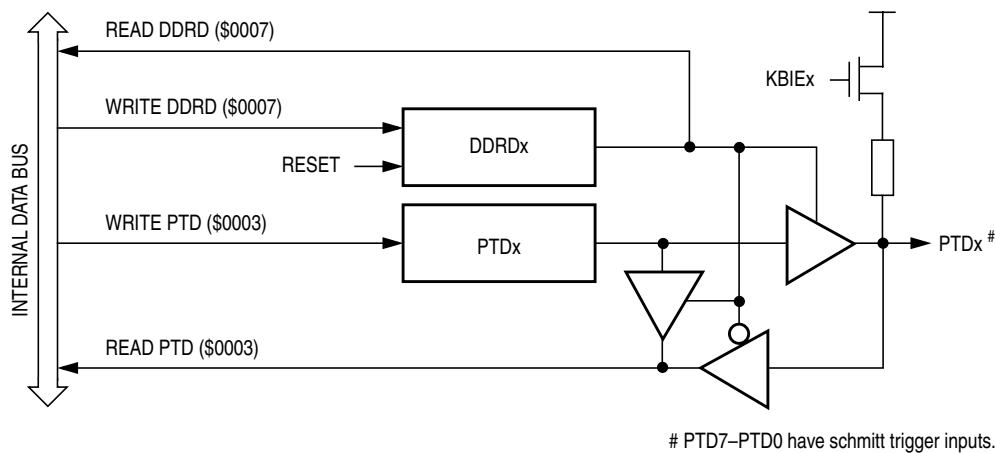 READ DDRD ($0007)
KBIEx
WRITE DDRD ($0007)
DDRDx
RESET
WRITE PTD ($0003)
PTDx
PTDx #
READ PTD ($0003)
INTERNAL DATA BUS
# PTD7–PTD0 have schmitt trigger inputs.